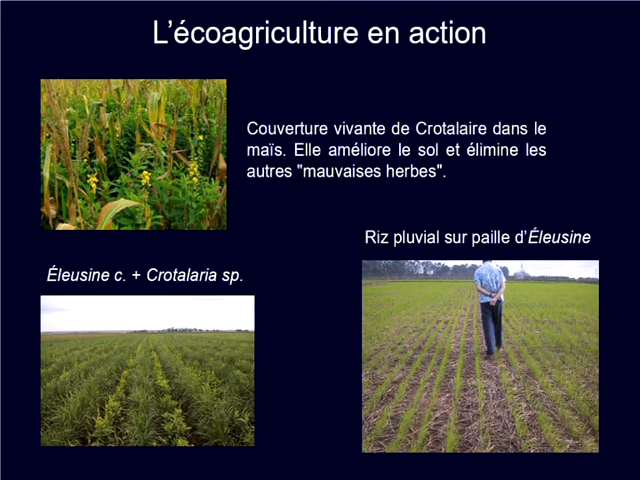 L’écoagriculture en action
Couverture vivante de Crotalaire dans le
maïs. Elle améliore le sol et élimine les
autres "mauvaises herbes".
Riz pluvial sur paille d’Éleusine
Éleusine c. + Crotalaria sp.